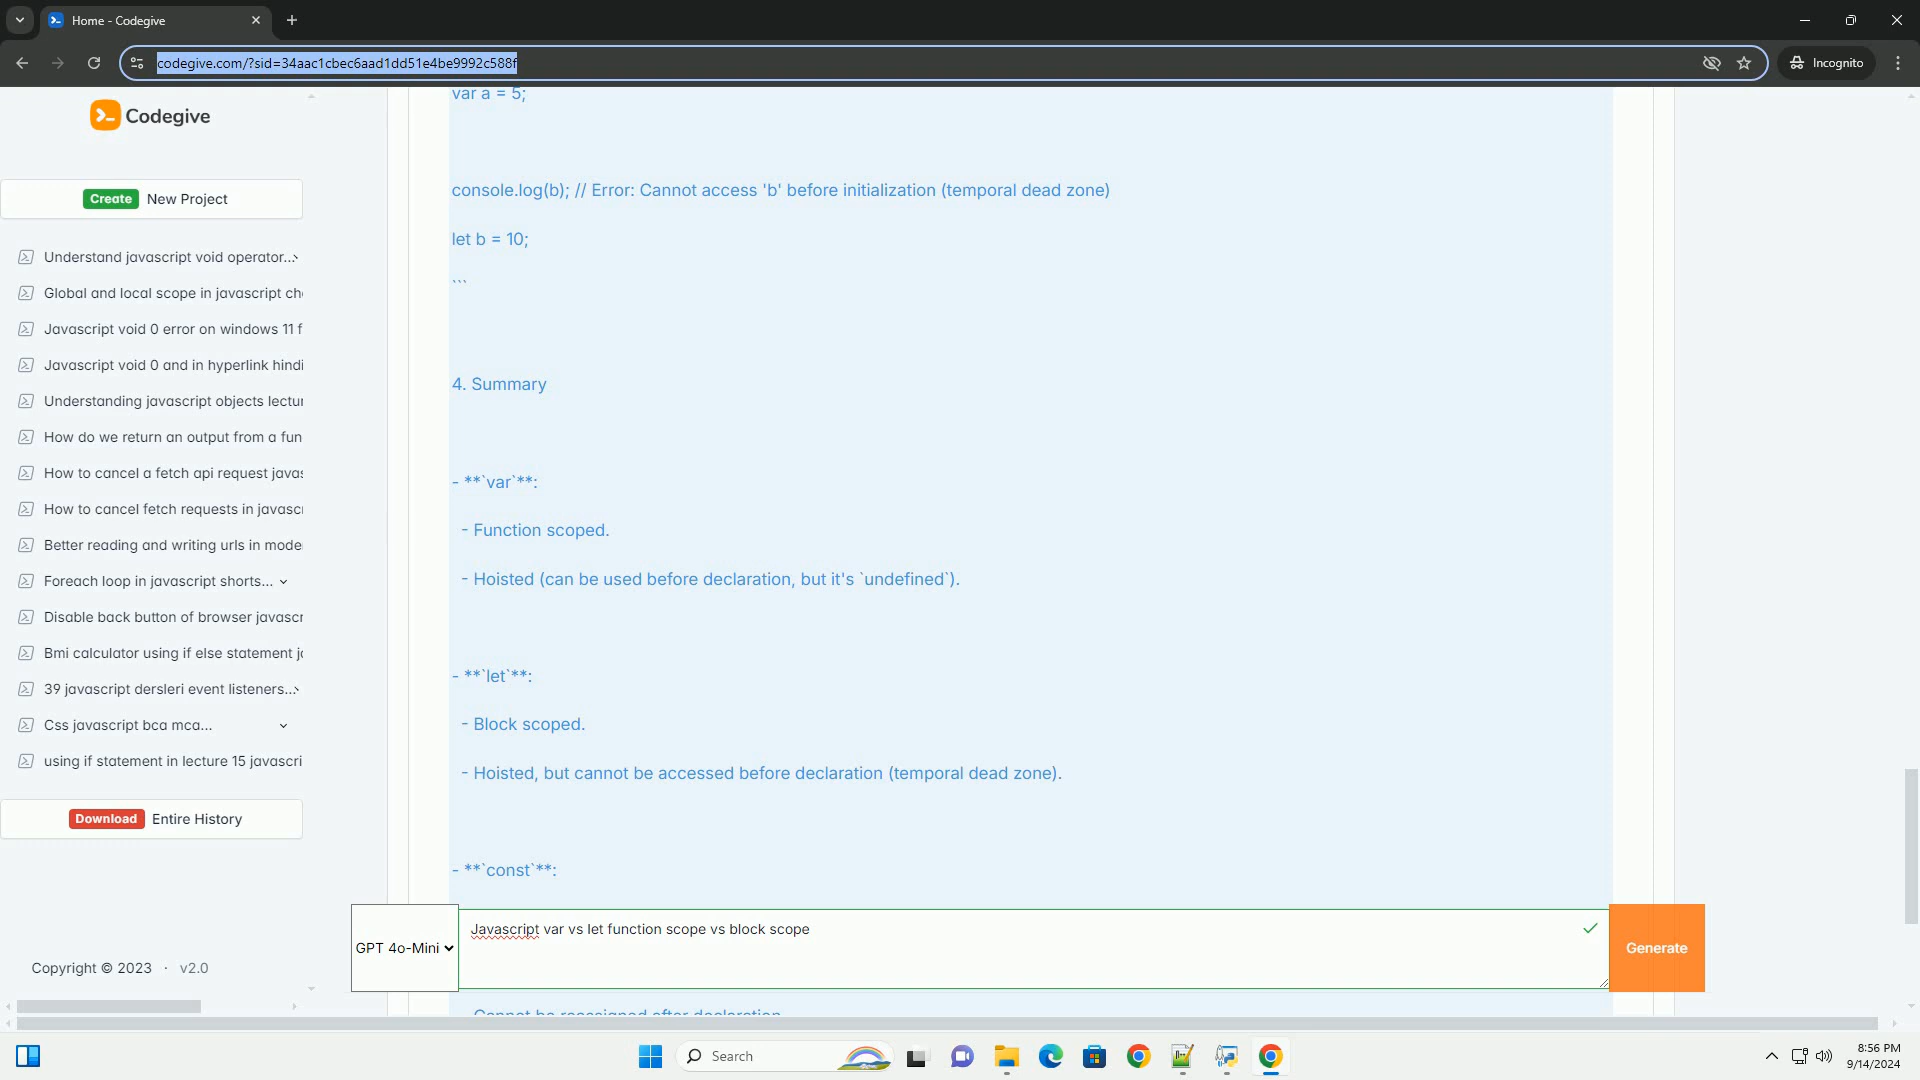 Home - Codegive
codegive.com/?sid=34aac1cbec6aad1dd51e4be9992c588f
Incognito
Codegive
Create New Project
Understand javascript void operator...
Global and local scope in javascript ch
Javascript void 0 error on windows 11 f
Javascript void 0 and in hyperlink hindi
Understanding javascript objects lectur
How do we return an output from a fun
How to cancel a fetch api request javas
How to cancel fetch requests in javascr
Better reading and writing urls in mode
Foreach loop in javascript shorts...
Disable back button of browser javascr
Bmi calculator using if else statement j
39 javascript dersleri event listeners...
Css javascript bca mca...
using if statement in lecture 15 javascri
Download Entire History
Copyright © 2023 · v2.0
var a = 5;
console.log(b); // Error: Cannot access 'b' before initialization (temporal dead zone)
let b = 10;
```
4. Summary
- **`var`**:
- Function scoped.
- Hoisted (can be used before declaration, but it's `undefined`).
- **`let`**:
- Block scoped.
- Hoisted, but cannot be accessed before declaration (temporal dead zone).
- **`const`**:
GPT 4o-Mini
Javascript var vs let function scope vs block scope
Generate
Cannot be reassigned after declaration
Search
8:56 PM
9/14/2024